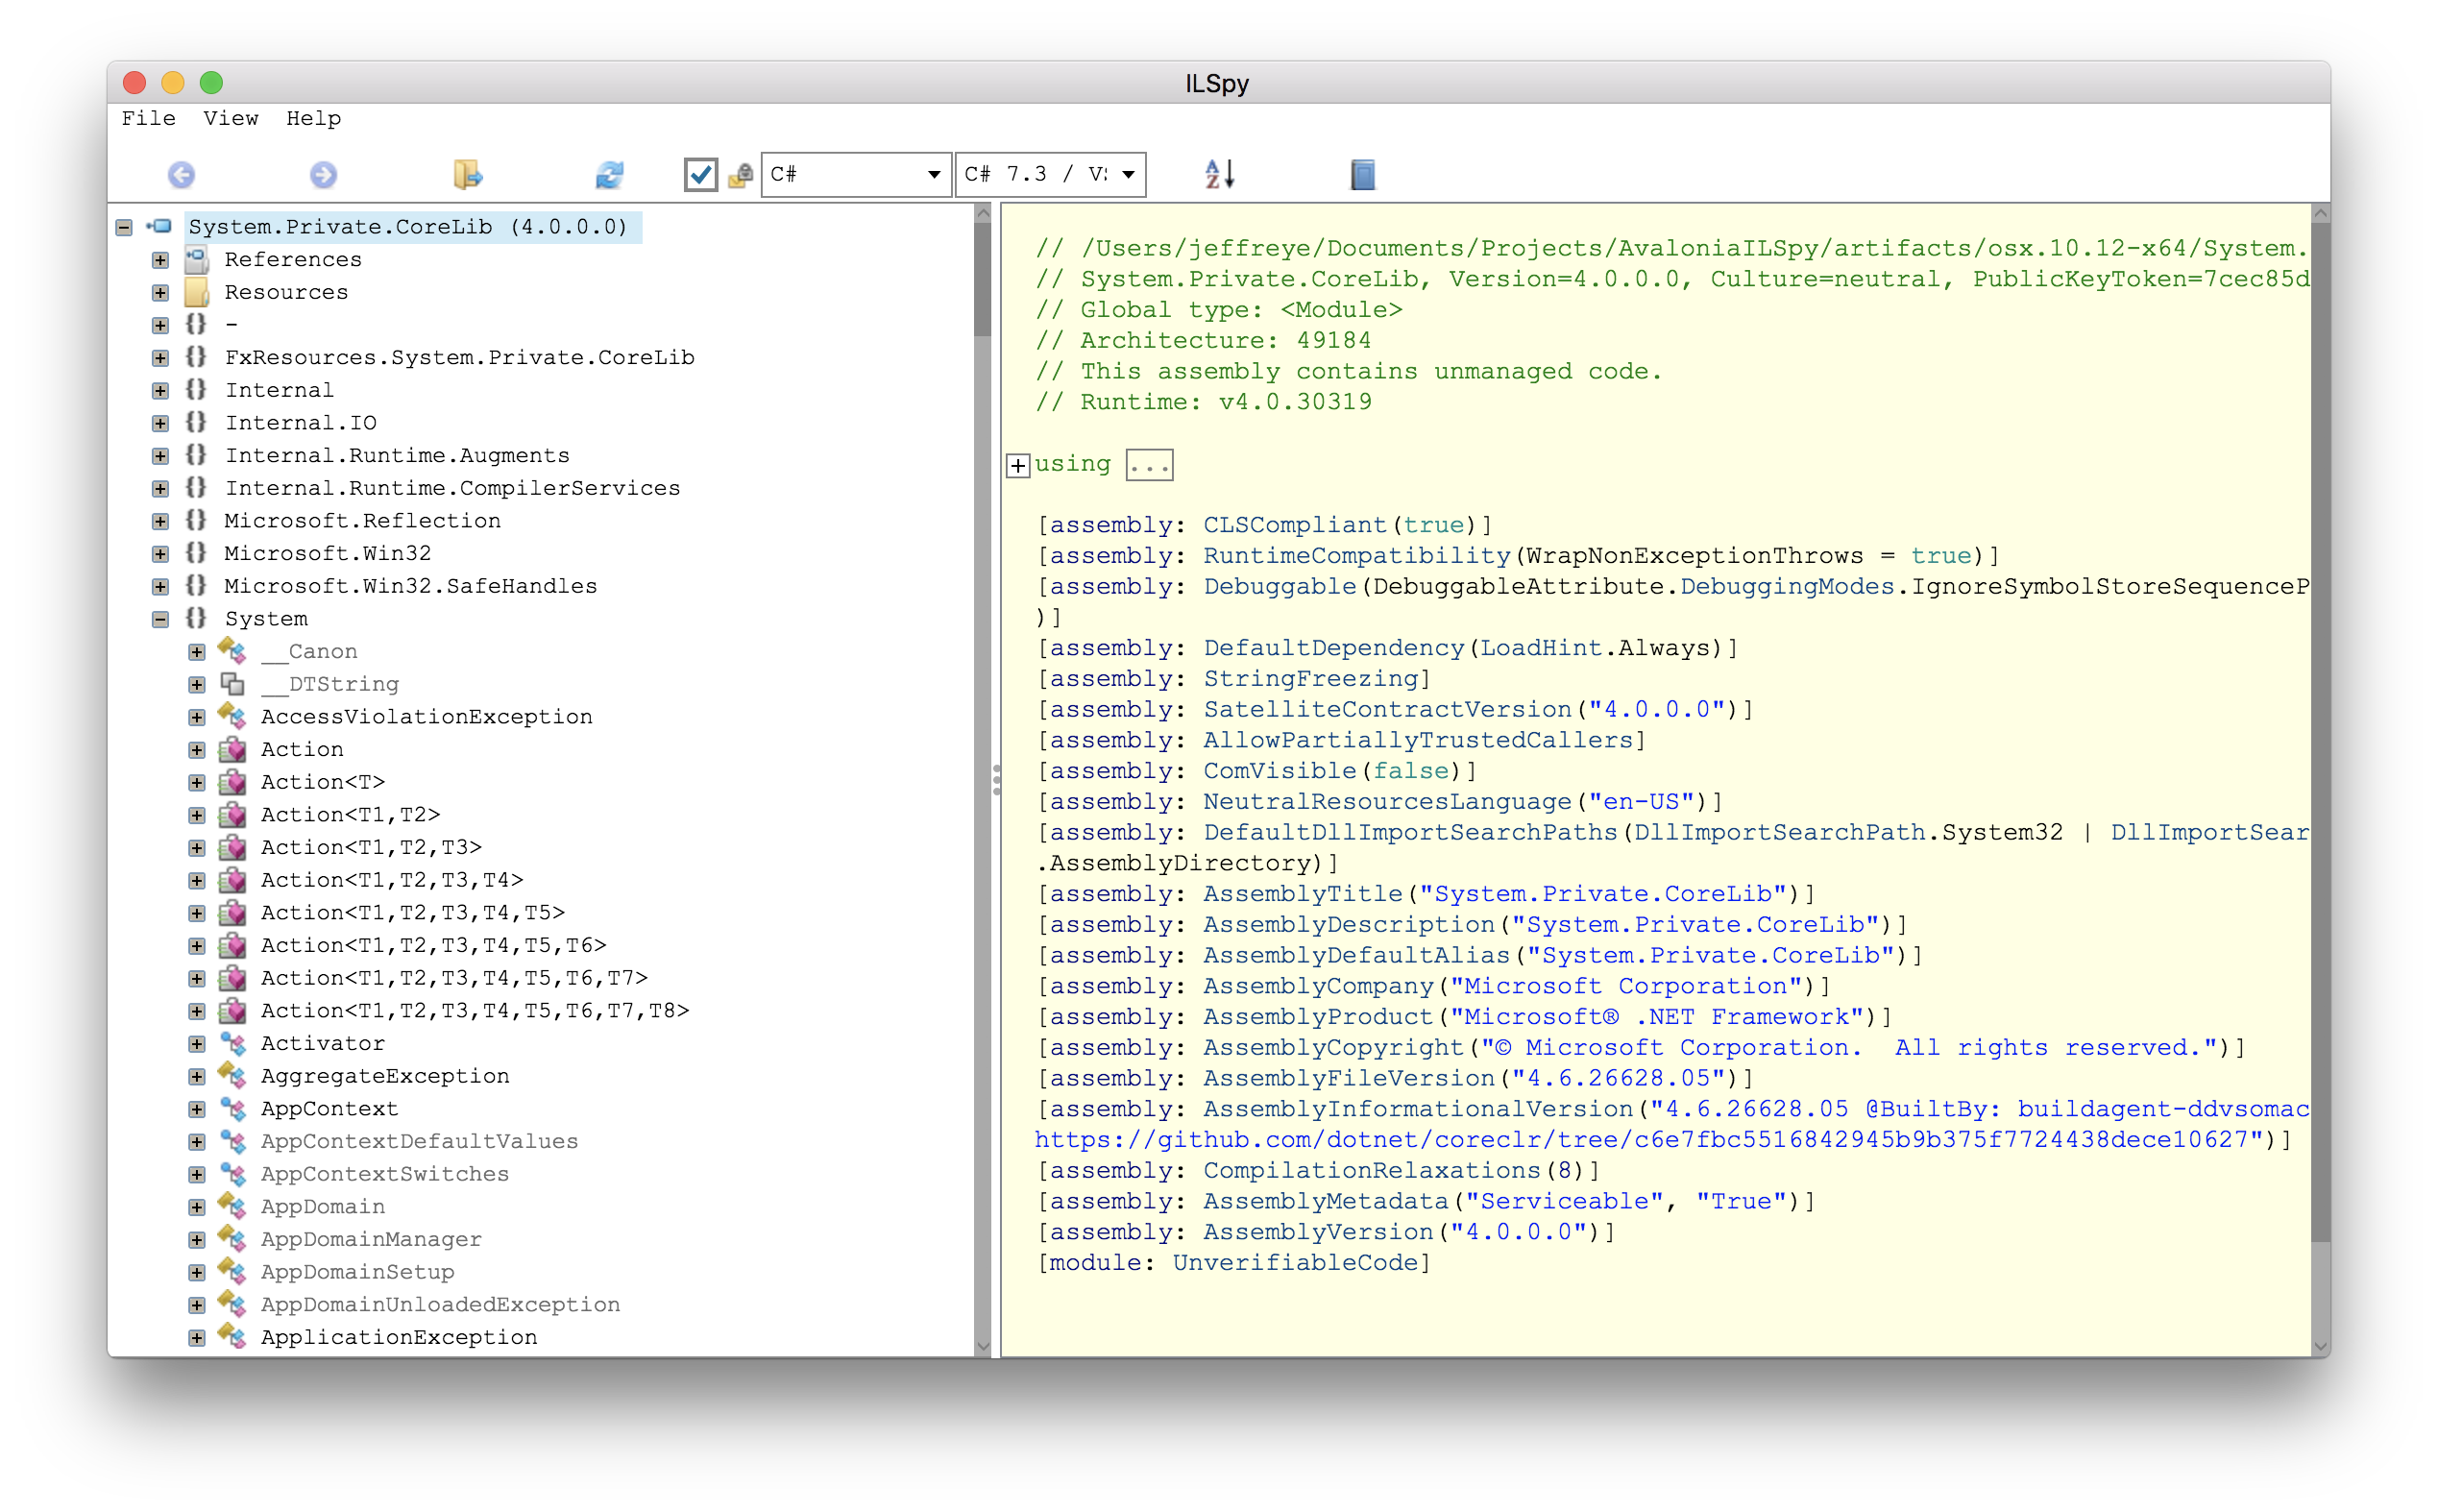 ILSpy
File View Help
C# C# 7.3 / VS
System.Private.CoreLib (4.0.0.0)
References
Resources
-
FxResources.System.Private.CoreLib
Internal
Internal.IO
Internal.Runtime.Augments
Internal.Runtime.CompilerServices
Microsoft.Reflection
Microsoft.Win32
Microsoft.Win32.SafeHandles
System
__Canon
__DTString
AccessViolationException
Action
Action<T>
Action<T1,T2>
Action<T1,T2,T3>
Action<T1,T2,T3,T4>
Action<T1,T2,T3,T4,T5>
Action<T1,T2,T3,T4,T5,T6>
Action<T1,T2,T3,T4,T5,T6,T7>
Action<T1,T2,T3,T4,T5,T6,T7,T8>
Activator
AggregateException
AppContext
AppContextDefaultValues
AppContextSwitches
AppDomain
AppDomainManager
AppDomainSetup
AppDomainUnloadedException
ApplicationException
// /Users/jeffreye/Documents/Projects/AvaloniaILSpy/artifacts/osx.10.12-x64/System.
// System.Private.CoreLib, Version=4.0.0.0, Culture=neutral, PublicKeyToken=7cec85d
// Global type: <Module>
// Architecture: 49184
// This assembly contains unmanaged code.
// Runtime: v4.0.30319
using ...
[assembly: CLSCompliant(true)]
[assembly: RuntimeCompatibility(WrapNonExceptionThrows = true)]
[assembly: Debuggable(DebuggableAttribute.DebuggingModes.IgnoreSymbolStoreSequenceP
)]
[assembly: DefaultDependency(LoadHint.Always)]
[assembly: StringFreezing]
[assembly: SatelliteContractVersion("4.0.0.0")]
[assembly: AllowPartiallyTrustedCallers]
[assembly: ComVisible(false)]
[assembly: NeutralResourcesLanguage("en-US")]
[assembly: DefaultDllImportSearchPaths(DllImportSearchPath.System32 | DllImportSear
.AssemblyDirectory)]
[assembly: AssemblyTitle("System.Private.CoreLib")]
[assembly: AssemblyDescription("System.Private.CoreLib")]
[assembly: AssemblyDefaultAlias("System.Private.CoreLib")]
[assembly: AssemblyCompany("Microsoft Corporation")]
[assembly: AssemblyProduct("Microsoft® .NET Framework")]
[assembly: AssemblyCopyright("© Microsoft Corporation.  All rights reserved.")]
[assembly: AssemblyFileVersion("4.6.26628.05")]
[assembly: AssemblyInformationalVersion("4.6.26628.05 @BuiltBy: buildagent-ddvsomac
https://github.com/dotnet/coreclr/tree/c6e7fbc5516842945b9b375f7724438dece10627")]
[assembly: CompilationRelaxations(8)]
[assembly: AssemblyMetadata("Serviceable", "True")]
[assembly: AssemblyVersion("4.0.0.0")]
[module: UnverifiableCode]